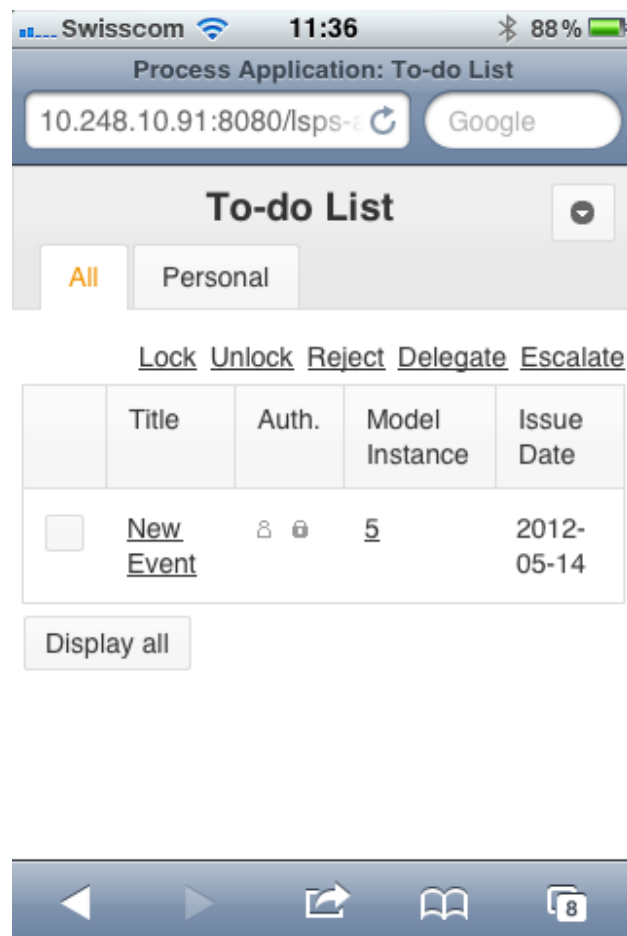 Swisscom 11:36 88%
Process Application: To-do List
10.248.10.91:8080/lsps-a Google
To-do List
All Personal
Lock Unlock Reject Delegate Escalate
Title Auth. Model Issue
Instance Date
New 5 2012-
Event 05-14
Display all
8